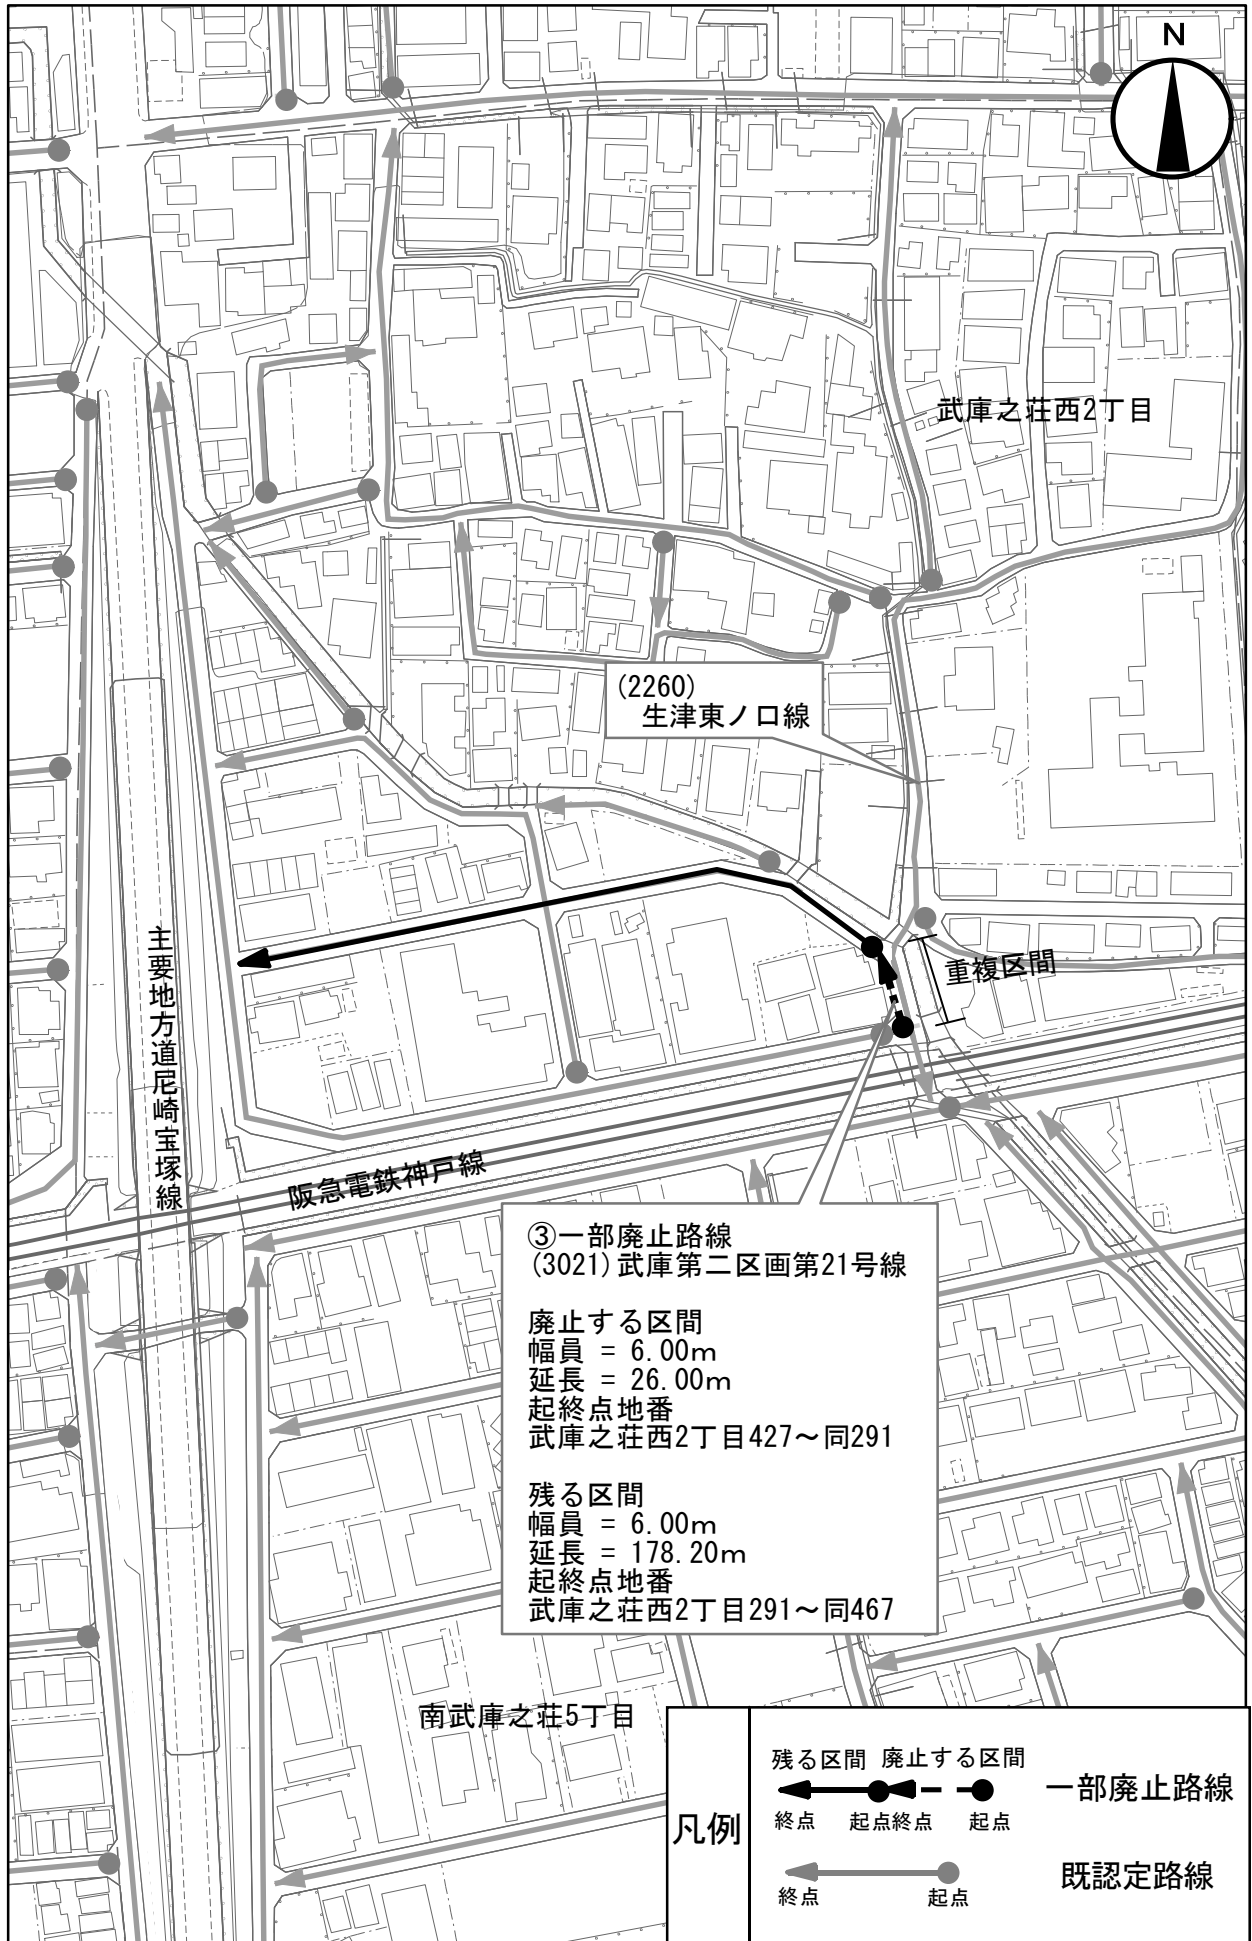 N
武庫之荘西2丁目
(2260)
生津東ノ口線
重複区間
主要地方道尼崎宝塚線
阪急電鉄神戸線
③一部廃止路線
(3021)武庫第二区画第21号線
廃止する区間
幅員 = 6.00m
延長 = 26.00m
起終点地番
武庫之荘西2丁目427～同291
残る区間
幅員 = 6.00m
延長 = 178.20m
起終点地番
武庫之荘西2丁目291～同467
南武庫之荘5丁目
凡例
残る区間 廃止する区間
一部廃止路線
終点 起点終点 起点
既認定路線
終点 起点